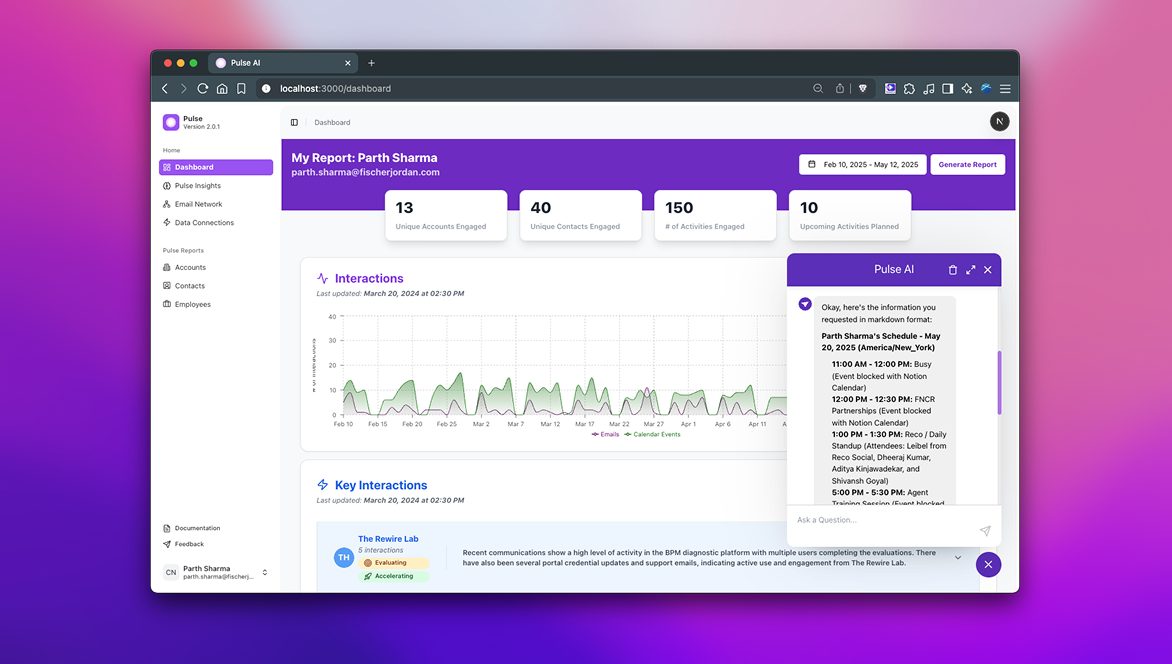 Pulse AI
localhost:3000/dashboard
Pulse
Version 2.0.1
Home
Dashboard
Pulse Insights
Email Network
Data Connections
Pulse Reports
Accounts
Contacts
Employees
Documentation
Feedback
CN
Parth Sharma
parth.sharma@fischerj...
Dashboard
N
My Report: Parth Sharma
parth.sharma@fischerjordan.com
Feb 10, 2025 - May 12, 2025
Generate Report
13
Unique Accounts Engaged
40
Unique Contacts Engaged
150
# of Activities Engaged
10
Upcoming Activities Planned
Interactions
Last updated: March 20, 2024 at 02:30 PM
40
30
20
10
0
Feb 10 Feb 15 Feb 20 Feb 25 Mar 2 Mar 7 Mar 12 Mar 17 Mar 22 Mar 27 Apr 1 Apr 6 Apr 11
Emails Calendar Events
Key Interactions
Last updated: March 20, 2024 at 02:30 PM
TH
The Rewire Lab
5 interactions
Evaluating
Accelerating
Recent communications show a high level of activity in the BPM diagnostic platform with multiple users completing the evaluations. There
have also been several portal credential updates and support emails, indicating active use and engagement from The Rewire Lab.
Pulse AI
Okay, here's the information you
requested in markdown format:
Parth Sharma's Schedule - May
20, 2025 (America/New_York)
11:00 AM - 12:00 PM: Busy
(Event blocked with Notion
Calendar)
12:00 PM - 12:30 PM: FNCR
Partnerships (Event blocked
with Notion Calendar)
1:00 PM - 1:30 PM: Reco / Daily
Standup (Attendees: Leibel from
Reco Social, Dheeraj Kumar,
Aditya Kinjawadekar, and
Shivansh Goyal)
5:00 PM - 5:30 PM: Agent
Training Session (Event blocked
Ask a Question...